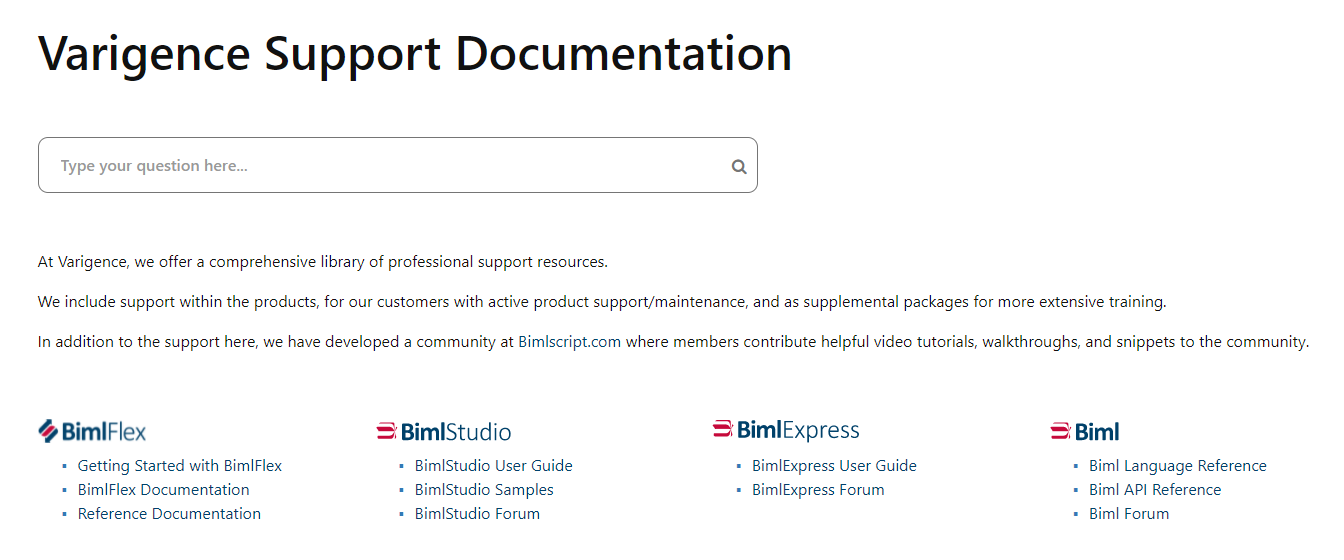 Varigence Support Documentation
Type your question here...
At Varigence, we offer a comprehensive library of professional support resources.
We include support within the products, for our customers with active product support/maintenance, and as supplemental packages for more extensive training.
In addition to the support here, we have developed a community at Bimlscript.com where members contribute helpful video tutorials, walkthroughs, and snippets to the community.
BimlFlex
Getting Started with BimlFlex
BimlFlex Documentation
Reference Documentation
BimlStudio
BimlStudio User Guide
BimlStudio Samples
BimlStudio Forum
BimlExpress
BimlExpress User Guide
BimlExpress Forum
Biml
Biml Language Reference
Biml API Reference
Biml Forum